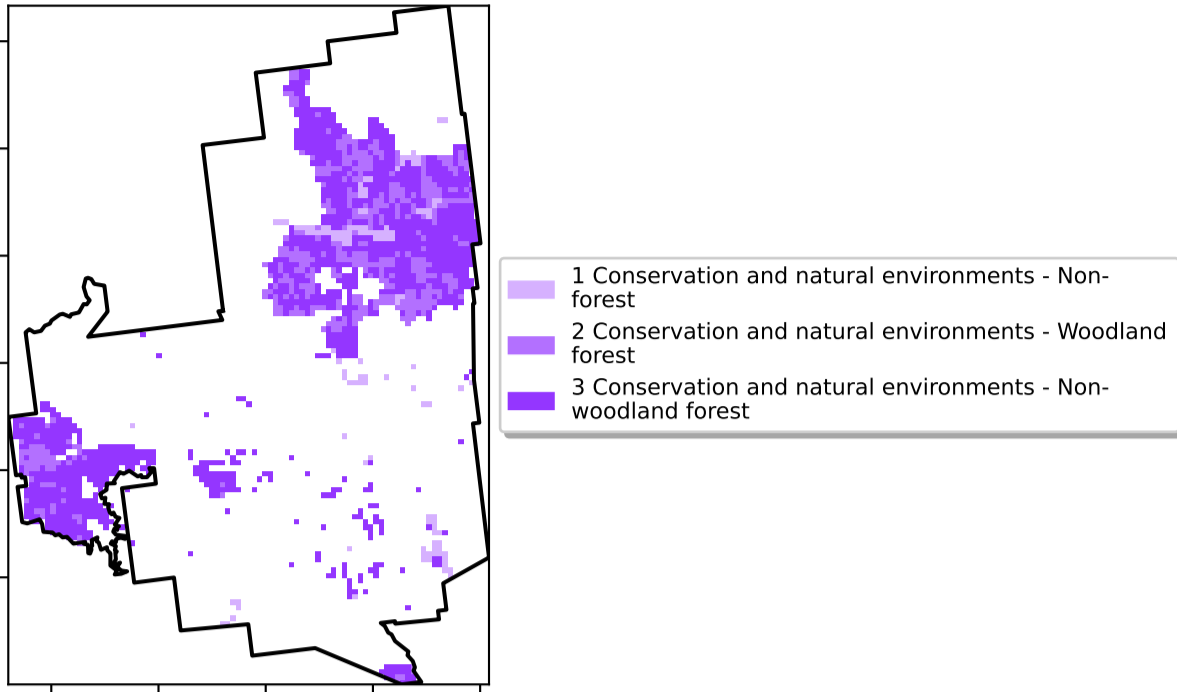 1 Conservation and natural environments - Non-
forest
2 Conservation and natural environments - Woodland
forest
3 Conservation and natural environments - Non-
woodland forest